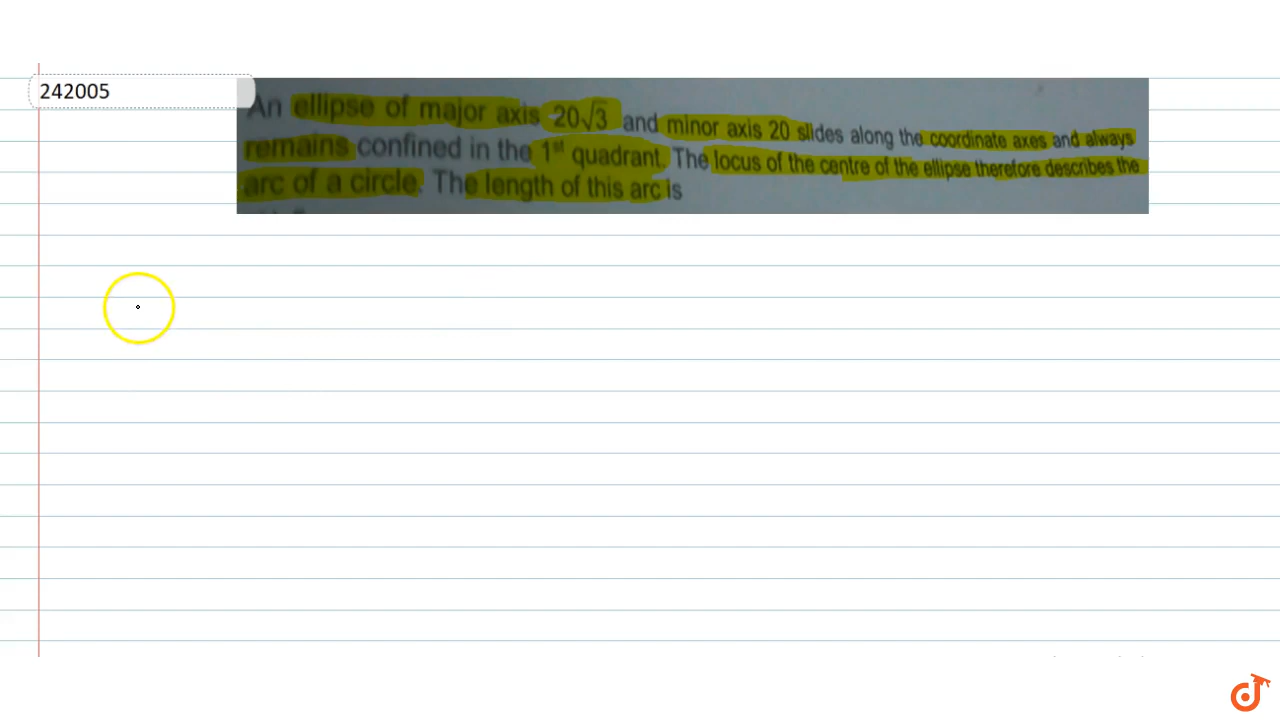 242005
An ellipse of major axis 20√3 and minor axis 20 slides along the coordinate axes and always
remains confined in the 1st quadrant. The locus of the centre of the ellipse therefore describes the
arc of a circle. The length of this arc is